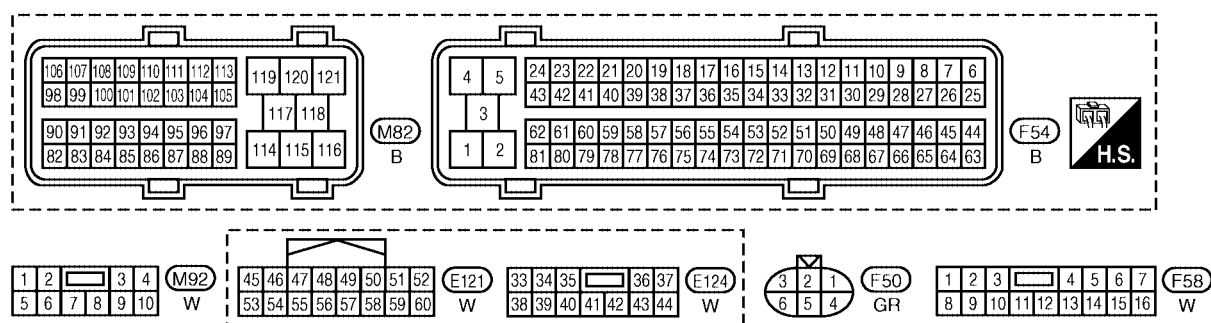 106 107 108 109 110 111 112 113
98 99 100 101 102 103 104 105
90 91 92 93 94 95 96 97
82 83 84 85 86 87 88 89
119 120 121
117 118
114 115 116
M82
B
4 5
3
1 2
24 23 22 21 20 19 18 17 16 15 14 13 12 11 10 9 8 7 6
43 42 41 40 39 38 37 36 35 34 33 32 31 30 29 28 27 26 25
62 61 60 59 58 57 56 55 54 53 52 51 50 49 48 47 46 45 44
81 80 79 78 77 76 75 74 73 72 71 70 69 68 67 66 65 64 63
F54
B
H.S.
1 2 3 4
5 6 7 8 9 10
M92
W
45 46 47 48 49 50 51 52
53 54 55 56 57 58 59 60
E121
W
33 34 35 36 37
38 39 40 41 42 43 44
E124
W
3 2 1
6 5 4
F50
GR
1 2 3 4 5 6 7
8 9 10 11 12 13 14 15 16
F58
W